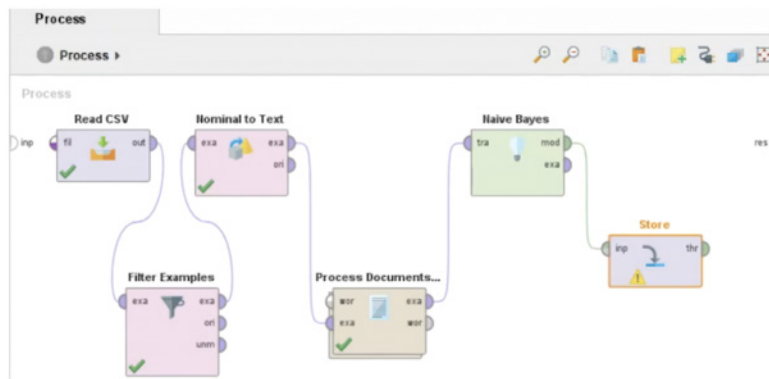 Process
Process
Process
Read CSV
inp
fil
out
Nominal to Text
exa
exa
ori
Naive Bayes
tra
mod
exa
res
Store
inp
thr
Filter Examples
exa
exa
ori
unm
Process Documents...
wor
exa
exa
wor